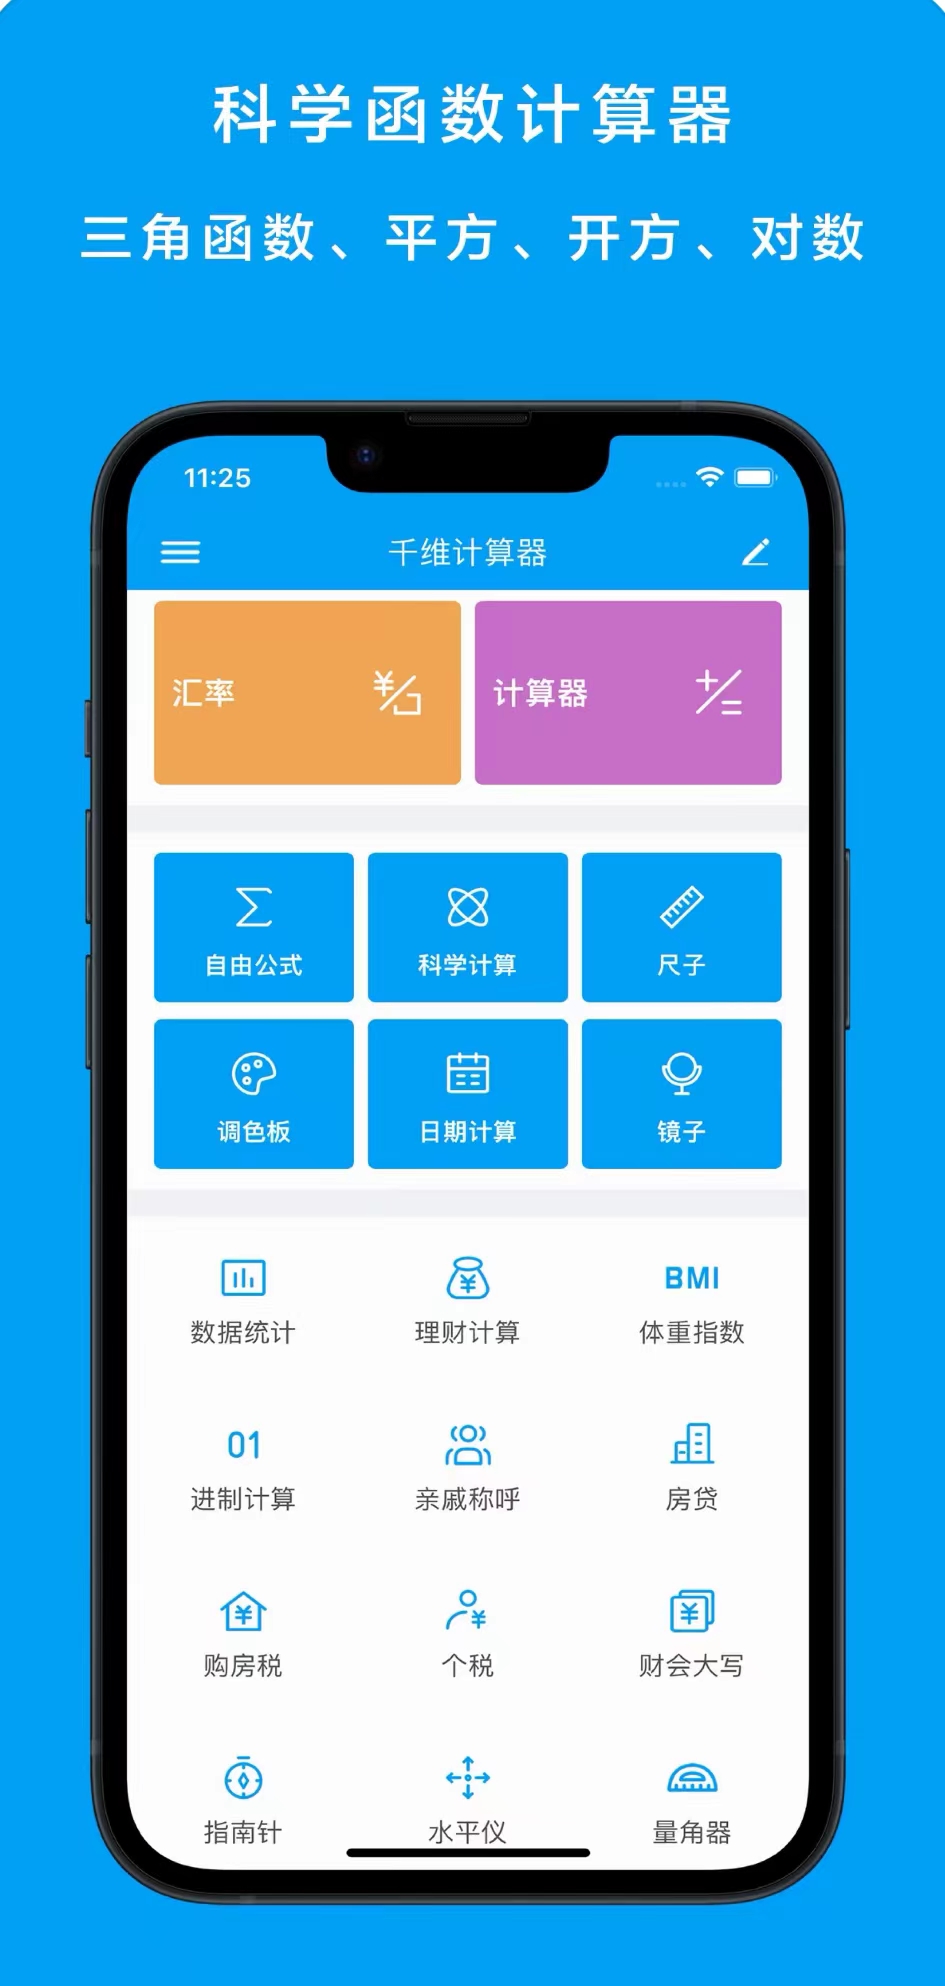 科学函数计算器
三角函数、平方、开方、对数
11:25
千维计算器
汇率 ¥
计算器
自由公式 科学计算 尺子
调色板 日期计算 镜子
BMI
数据统计 理财计算 体重指数
01
进制计算 亲戚称呼 房贷
购房税 个税 财会大写
指南针 水平仪 量角器